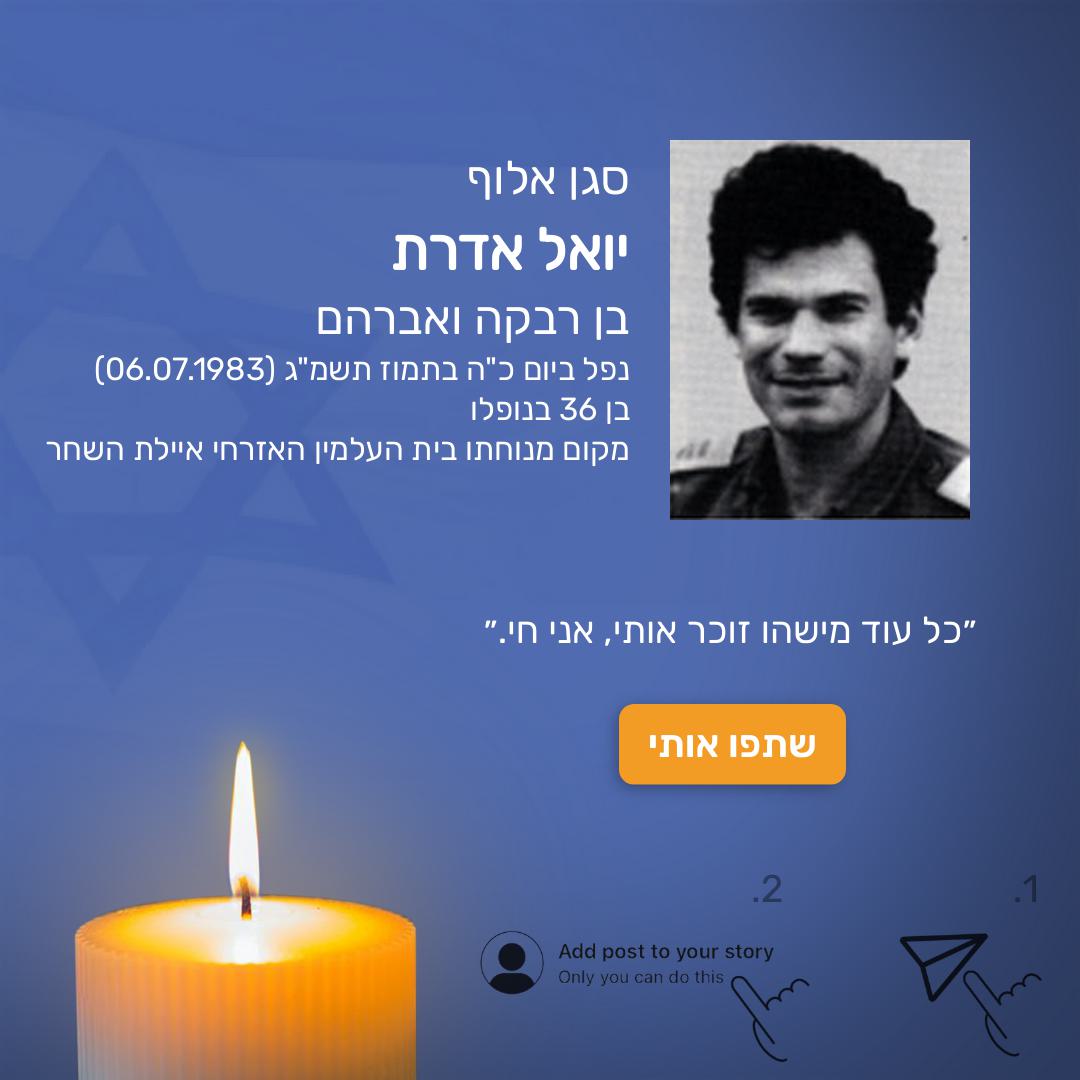 סגן אלוף
יואל אדרת
בן רבקה ואברהם
נפל ביום כ"ה בתמוז תשמ"ג (06.07.1983)
בן 36 בנופלו
מקום מנוחתו בית העלמין האזרחי איילת השחר
״כל עוד מישהו זוכר אותי, אני חי.״
שתפו אותי
.1
.2
Add post to your story
Only you can do this